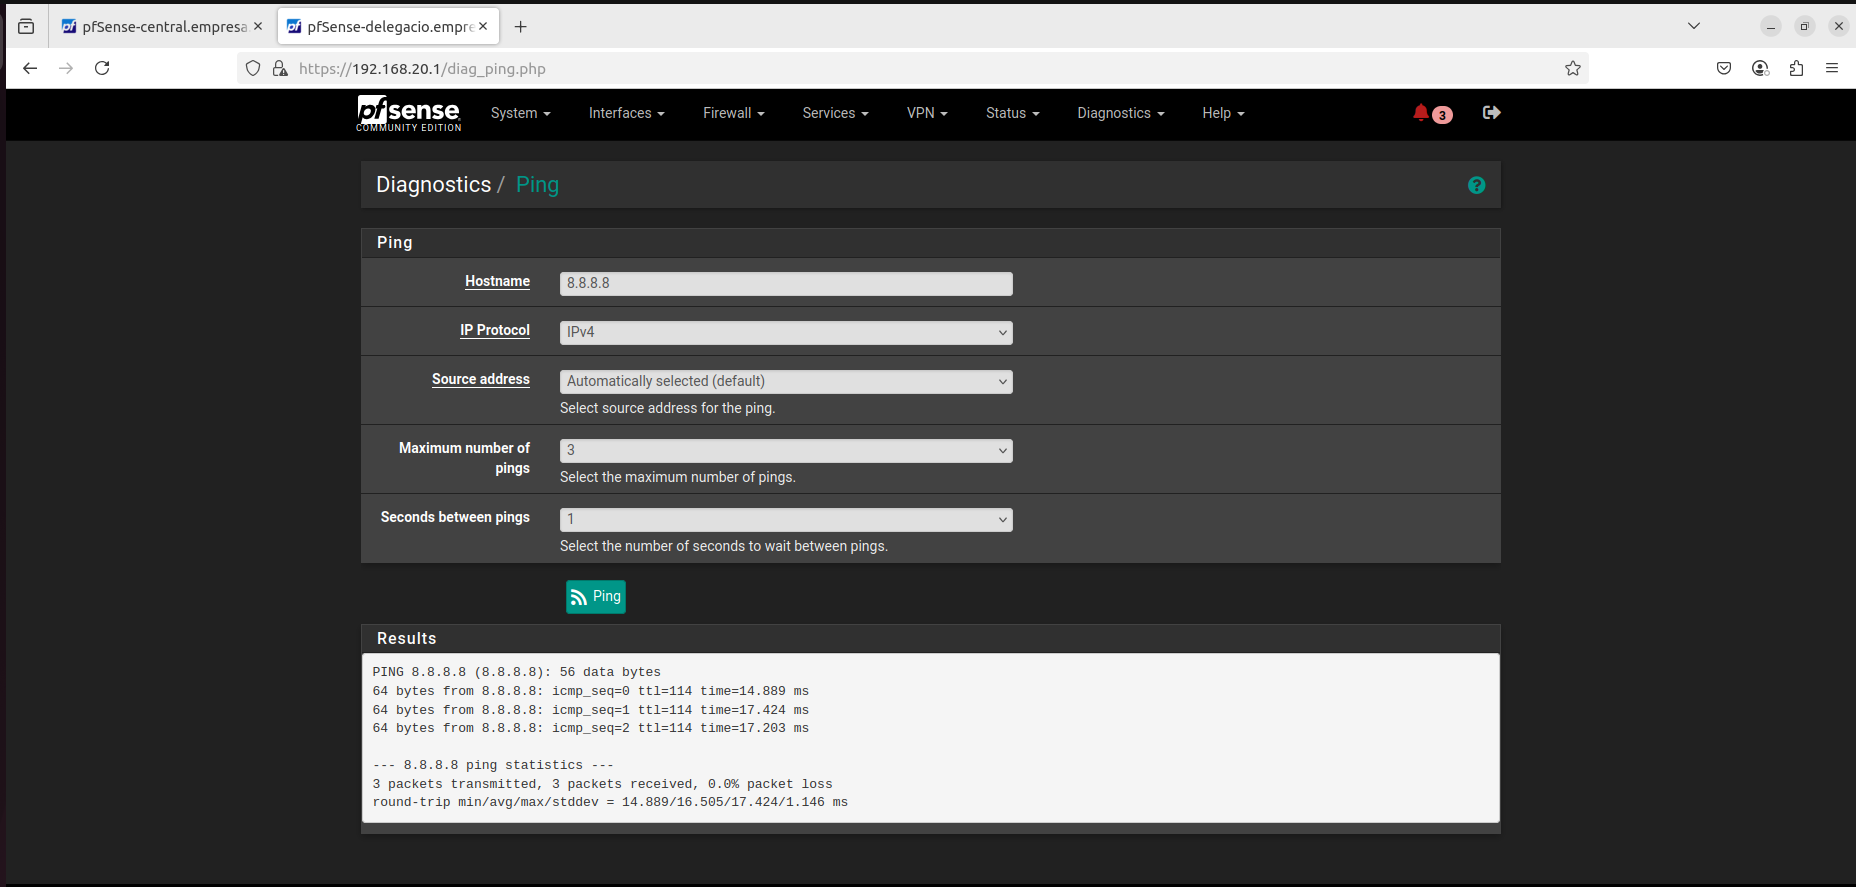 pfSense-central.empresa
pfSense-delegacio.empre
https://192.168.20.1/diag_ping.php
pfsense
COMMUNITY EDITION
System
Interfaces
Firewall
Services
VPN
Status
Diagnostics
Help
3
Diagnostics / Ping
?
Ping
Hostname
8.8.8.8
IP Protocol
IPv4
Source address
Automatically selected (default)
Select source address for the ping.
Maximum number of
pings
3
Select the maximum number of pings.
Seconds between pings
1
Select the number of seconds to wait between pings.
Ping
Results
PING 8.8.8.8 (8.8.8.8): 56 data bytes
64 bytes from 8.8.8.8: icmp_seq=0 ttl=114 time=14.889 ms
64 bytes from 8.8.8.8: icmp_seq=1 ttl=114 time=17.424 ms
64 bytes from 8.8.8.8: icmp_seq=2 ttl=114 time=17.203 ms
--- 8.8.8.8 ping statistics ---
3 packets transmitted, 3 packets received, 0.0% packet loss
round-trip min/avg/max/stddev = 14.889/16.505/17.424/1.146 ms